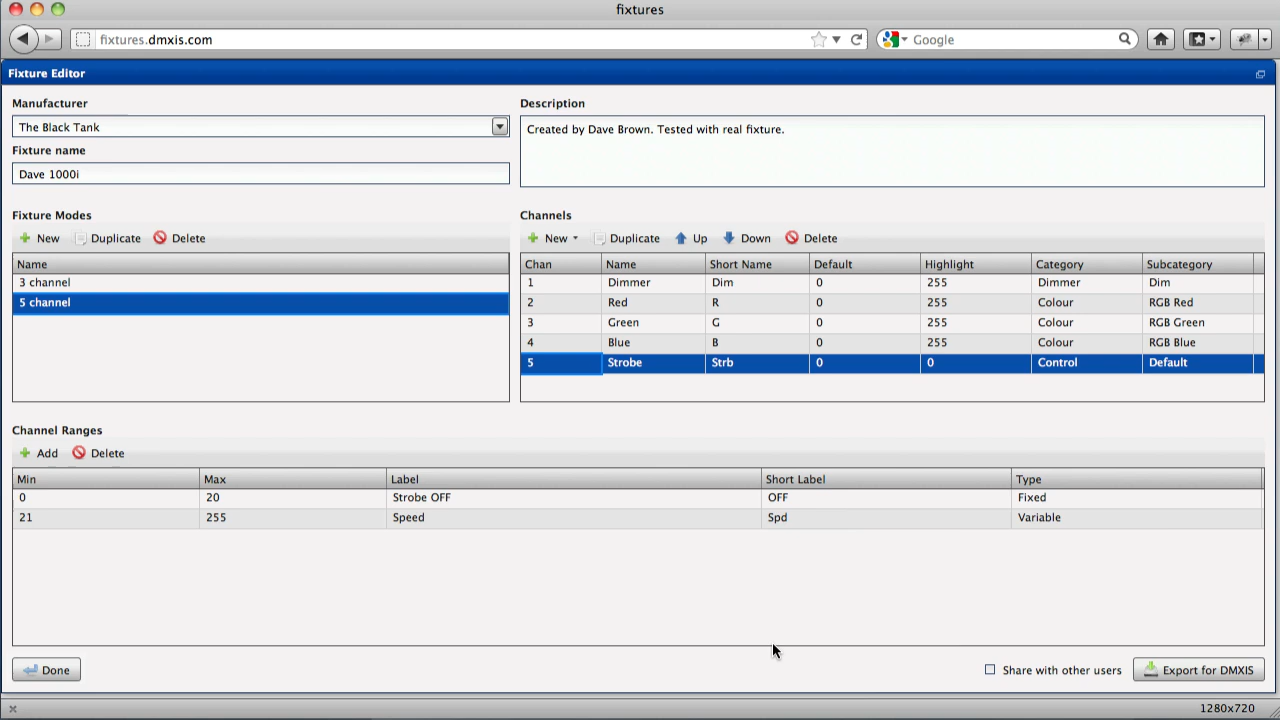 fixtures
fixtures.dmxis.com
Google
Fixture Editor
Manufacturer
The Black Tank
Fixture name
Dave 1000i
Description
Created by Dave Brown. Tested with real fixture.
Fixture Modes
New Duplicate Delete
Name
3 channel
5 channel
Channels
New Duplicate Up Down Delete
Chan Name Short Name Default Highlight Category Subcategory
1 Dimmer Dim 0 255 Dimmer Dim
2 Red R 0 255 Colour RGB Red
3 Green G 0 255 Colour RGB Green
4 Blue B 0 255 Colour RGB Blue
5 Strobe Strb 0 0 Control Default
Channel Ranges
Add Delete
Min Max Label Short Label Type
0 20 Strobe OFF OFF Fixed
21 255 Speed Spd Variable
Done
Share with other users
Export for DMXIS
1280x720